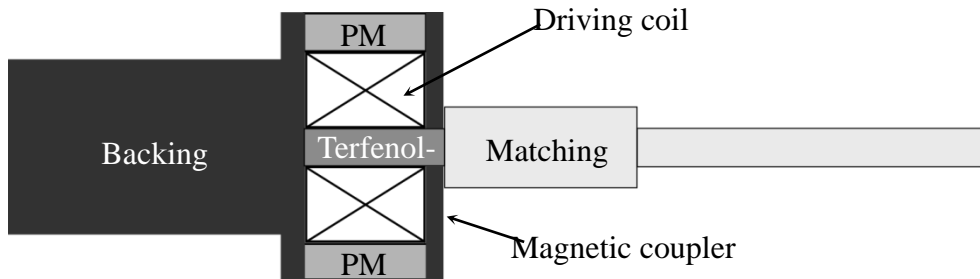 Driving coil
PM
Terfenol-
Backing
Matching
Magnetic coupler
PM